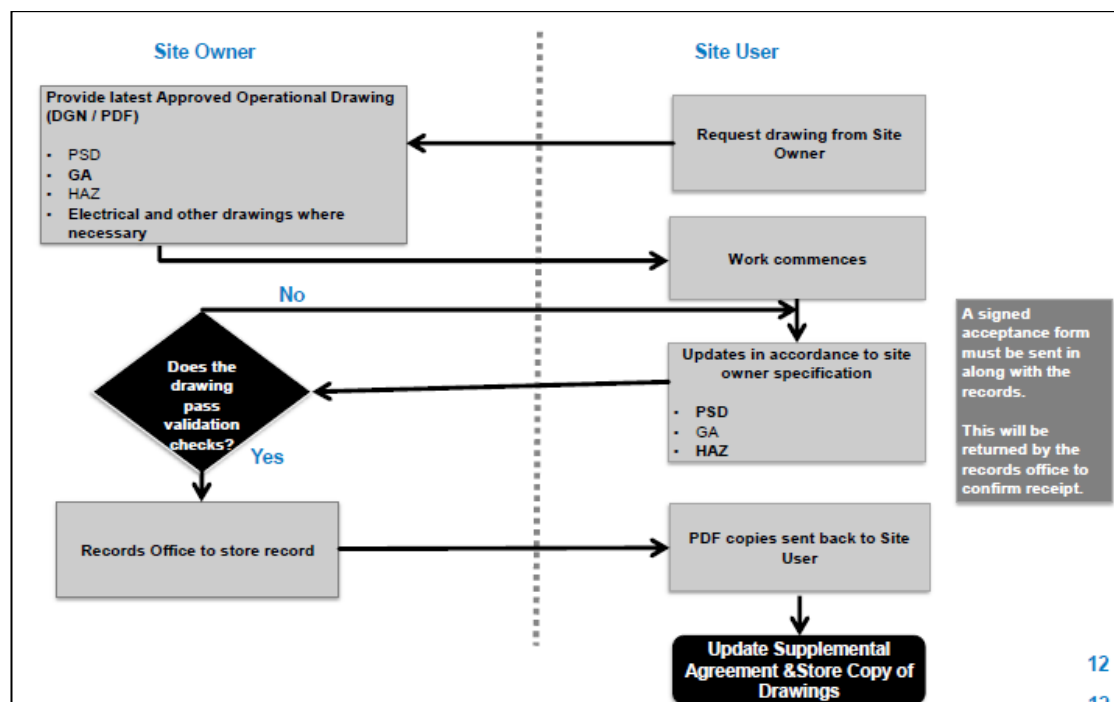 Site Owner
Site User
Provide latest Approved Operational Drawing
(DGN / PDF)
• PSD
• GA
• HAZ
• Electrical and other drawings where
necessary
Request drawing from Site
Owner
Work commences
No
Does the
drawing
pass
validation
checks?
Yes
Updates in accordance to site
owner specification
• PSD
• GA
• HAZ
A signed
acceptance form
must be sent in
along with the
records.
This will be
returned by the
records office to
confirm receipt.
Records Office to store record
PDF copies sent back to Site
User
Update Supplemental
Agreement &Store Copy of
Drawings
12